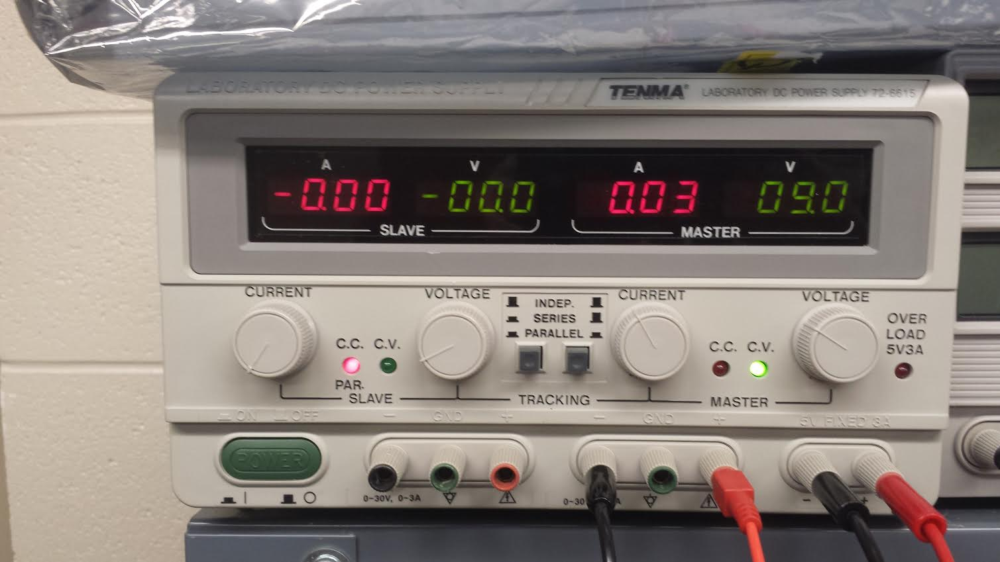 LABORATORY DC POWER SUPPLY
TENMA® LABORATORY DC POWER SUPPLY 72-6615
A V A V
-0.00 -00.0 0.03 09.0
SLAVE MASTER
CURRENT VOLTAGE CURRENT VOLTAGE
INDEP.
SERIES
PARALLEL
OVER
LOAD
5V3A
C.C. C.V. C.C. C.V.
PAR.
SLAVE TRACKING MASTER
ON OFF - GND + - GND + 5V FIXED 3A
POWER
0~30V, 0~3A 0~30 A - +